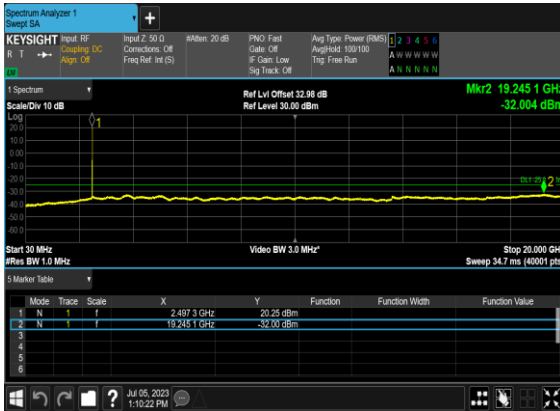 Spectrum Analyzer 1
Swept SA
+
KEYSIGHT Input: RF Input Z: 50 Ω #Atten: 20 dB PNO: Fast Avg Type: Power (RMS) 1 2 3 4 5 6
R T Coupling: DC Corrections: Off Gate: Off Avg|Hold: 100/100 A W W W W W
Align: Off Freq Ref: Int (S) IF Gain: Low Trig: Free Run
Sig Track: Off A N N N N N
1 Spectrum Ref Lvl Offset 32.98 dB Mkr2 19.245 1 GHz
Scale/Div 10 dB Ref Level 30.00 dBm -32.004 dBm
Log
20.0
10.0
0.00
-10.0
-20.0
-30.0
-40.0
-50.0
-60.0
1
2
Start 30 MHz Video BW 3.0 MHz* Stop 20.000 GH
#Res BW 1.0 MHz Sweep 34.7 ms (40001 pts
5 Marker Table
Mode Trace Scale X Y Function Function Width Function Value
1 N 1 f 2.497 3 GHz 20.25 dBm
2 N 1 f 19.245 1 GHz -32.00 dBm
3
4
5
6
? Jul 05, 2023
1:10:22 PM